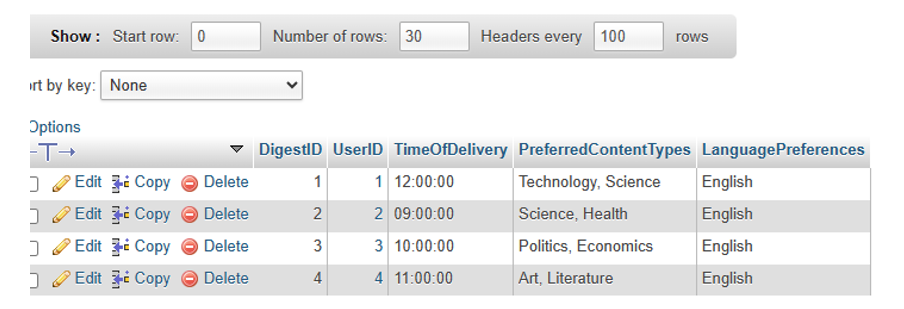 Show : Start row: 0 Number of rows: 30 Headers every 100 rows
rt by key: None
Options
DigestID UserID TimeOfDelivery PreferredContentTypes LanguagePreferences
Edit Copy Delete 1 1 12:00:00 Technology, Science English
Edit Copy Delete 2 2 09:00:00 Science, Health English
Edit Copy Delete 3 3 10:00:00 Politics, Economics English
Edit Copy Delete 4 4 11:00:00 Art, Literature English